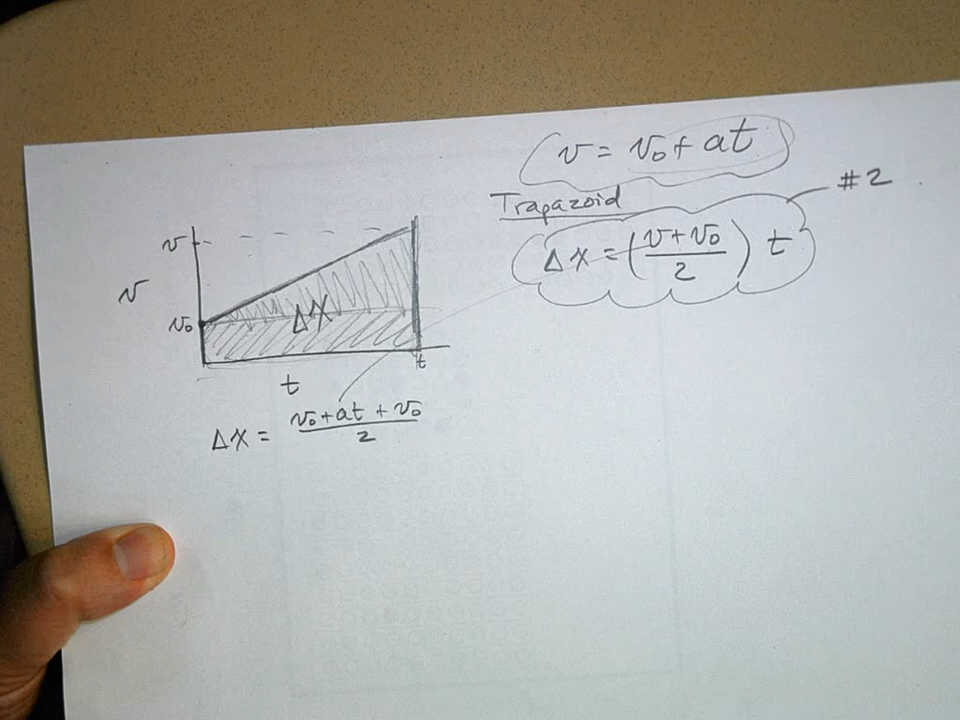 v = v₀ + at
Trapazoid
#2
Δx = (v + v₀ / 2) t
v
v
v₀
Δx
t
t
Δx = v₀ + at + v₀ / 2